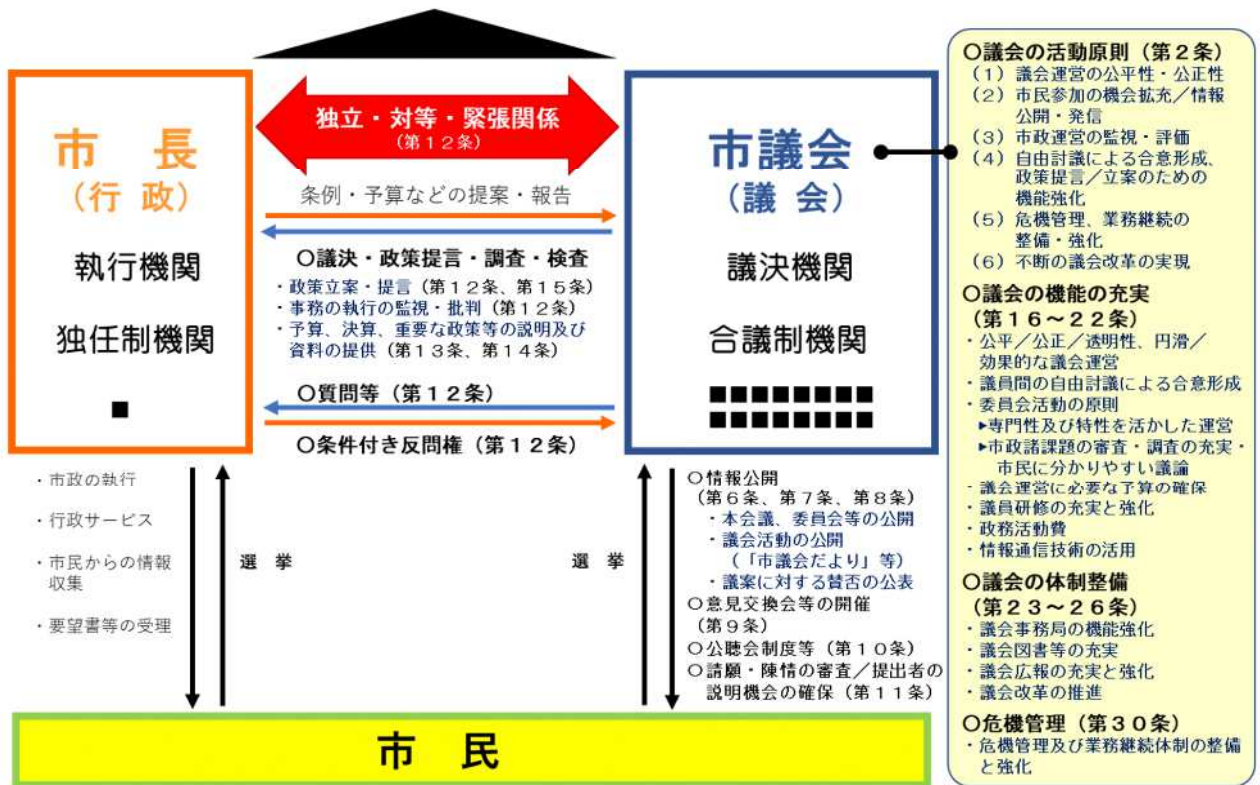 独立・対等・緊張関係
（第１２条）
市　長
（行 政）
執行機関
独任制機関
■
条例・予算などの提案・報告
○議決・政策提言・調査・検査
・政策立案・提言（第１２条、第１５条）
・事務の執行の監視・批判（第１２条）
・予算、決算、重要な政策等の説明及び
資料の提供（第１３条、第１４条）
○質問等（第１２条）
○条件付き反問権（第１２条）
市議会
（議 会）
議決機関
合議制機関
■■■■■■■■
■■■■■■■■
・市政の執行
・行政サービス
・市民からの情報
収集
・要望書等の受理
選 挙
選 挙
○情報公開
（第６条、第７条、第８条）
・本会議、委員会等の公開
・議会活動の公開
（「市議会だより」等）
・議案に対する賛否の公表
○意見交換会等の開催
（第９条）
○公聴会制度等（第１０条）
○請願・陳情の審査／提出者の
説明機会の確保（第１１条）
市　民
○議会の活動原則（第２条）
（１）議会運営の公平性・公正性
（２）市民参加の機会拡充／情報
公開・発信
（３）市政運営の監視・評価
（４）自由討議による合意形成、
政策提言／立案のための
機能強化
（５）危機管理、業務継続の
整備・強化
（６）不断の議会改革の実現
○議会の機能の充実
（第１６～２２条）
・公平／公正／透明性、円滑／
効果的な議会運営
・議員間の自由討議による合意形成
・委員会活動の原則
▸専門性及び特性を活かした運営
▸市政諸課題の審査・調査の充実・
市民に分かりやすい議論
・議会運営に必要な予算の確保
・議員研修の充実と強化
・政務活動費
・情報通信技術の活用
○議会の体制整備
（第２３～２６条）
・議会事務局の機能強化
・議会図書等の充実
・議会広報の充実と強化
・議会改革の推進
○危機管理（第３０条）
・危機管理及び業務継続体制の整備
と強化